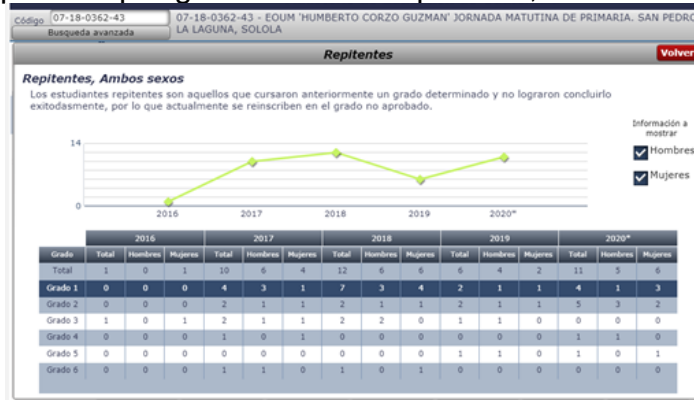 Código 07-18-0362-43 07-18-0362-43 - EOUM 'HUMBERTO CORZO GUZMAN' JORNADA MATUTINA DE PRIMARIA. SAN PEDRO
Busqueda avanzada LA LAGUNA, SOLOLA
Repitentes Volver
Repitentes, Ambos sexos
Los estudiantes repitentes son aquellos que cursaron anteriormente un grado determinado y no lograron concluirlo
exitodasmente, por lo que actualmente se reinscriben en el grado no aprobado.
Información a
mostrar
14
Hombres
Mujeres
0
2016 2017 2018 2019 2020*
2016 2017 2018 2019 2020*
Grado Total Hombres Mujeres Total Hombres Mujeres Total Hombres Mujeres Total Hombres Mujeres Total Hombres Mujeres
Total 1 0 1 10 6 4 12 6 6 6 4 2 11 5 6
Grado 1 0 0 0 4 3 1 7 3 4 2 1 1 4 1 3
Grado 2 0 0 0 2 1 1 2 1 1 2 1 1 5 3 2
Grado 3 1 0 1 2 1 1 2 2 0 1 1 0 0 0 0
Grado 4 0 0 0 1 0 1 0 0 0 0 0 0 1 1 0
Grado 5 0 0 0 0 0 0 0 0 0 1 1 0 1 0 1
Grado 6 0 0 0 1 1 0 1 0 1 0 0 0 0 0 0